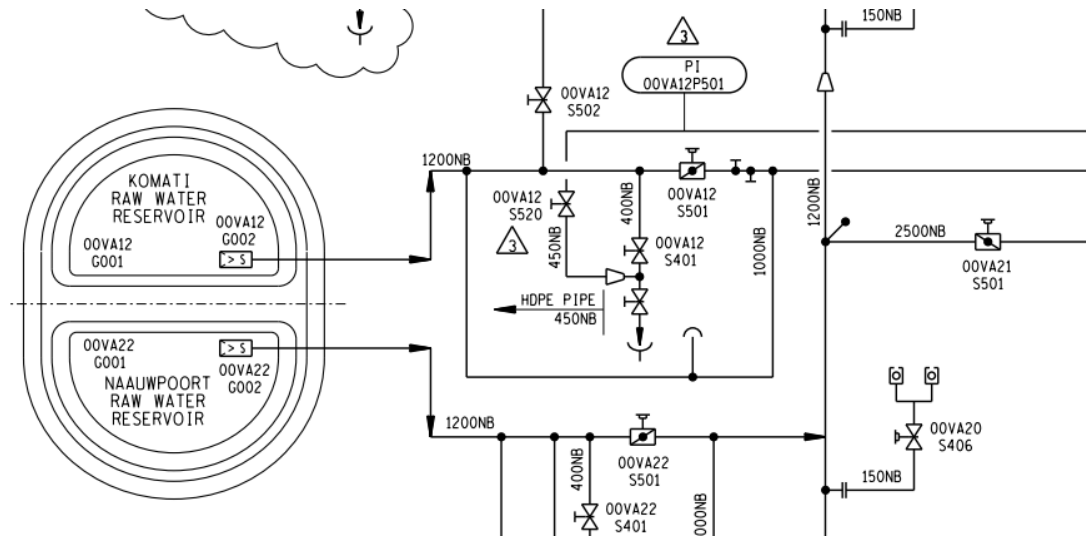 150NB
3
PI
00VA12P501
00VA12
S502
1200NB
KOMATI
RAW WATER
RESERVOIR
00VA12
G002
00VA12
G001
[> S
00VA12
S520
3
450NB
400NB
00VA12
S501
00VA12
S401
1000NB
1200NB
2500NB
00VA21
S501
HDPE PIPE
450NB
00VA22
G001
[> S
00VA22
G002
NAAUWPOORT
RAW WATER
RESERVOIR
1200NB
400NB
00VA22
S501
00VA22
S401
000NB
00VA20
S406
150NB